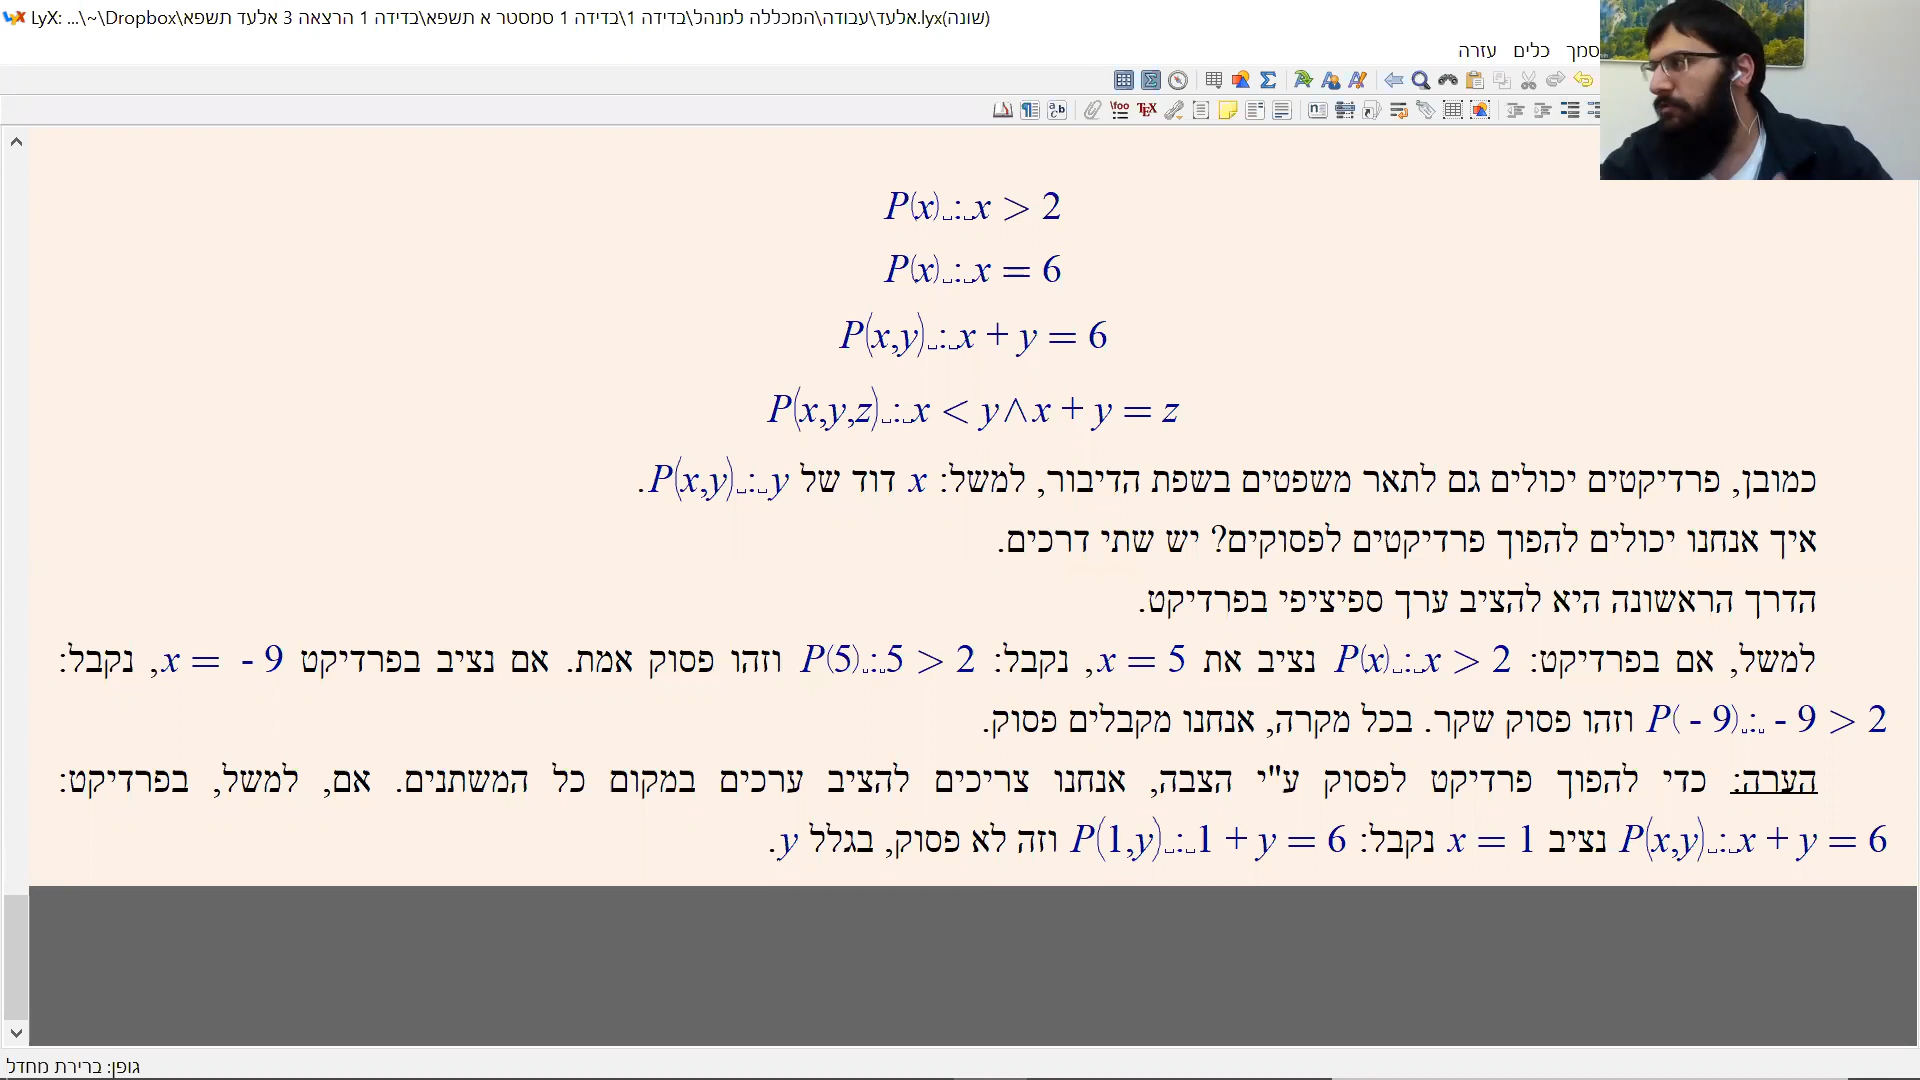 LyX: ...\~\Dropbox\אלעד\עבודה\המכללה למנהל\בדידה 1\בדידה 1 סמסטר א תשפא\בדידה 1 הרצאה 3 אלעד תשפא.lyx(שונה)
סמך כלים עזרה
P(x) : x > 2
P(x) : x = 6
P(x,y) : x + y = 6
P(x,y,z) : x < y∧x + y = z
כמובן, פרדיקטים יכולים גם לתאר משפטים בשפת הדיבור, למשל: x דוד של P(x,y) : y.
איך אנחנו יכולים להפוך פרדיקטים לפסוקים? יש שתי דרכים.
הדרך הראשונה היא להציב ערך ספיציפי בפרדיקט.
למשל, אם בפרדיקט: P(x) : x > 2 נציב את x = 5, נקבל: P(5) : 5 > 2 וזהו פסוק אמת. אם נציב בפרדיקט x = - 9, נקבל:
P( - 9) : - 9 > 2 וזהו פסוק שקר. בכל מקרה, אנחנו מקבלים פסוק.
הערה: כדי להפוך פרדיקט לפסוק ע"י הצבה, אנחנו צריכים להציב ערכים במקום כל המשתנים. אם, למשל, בפרדיקט:
P(x,y) : x + y = 6 נציב x = 1 נקבל: P(1,y) : 1 + y = 6 וזה לא פסוק, בגלל y.
גופן: ברירת מחדל